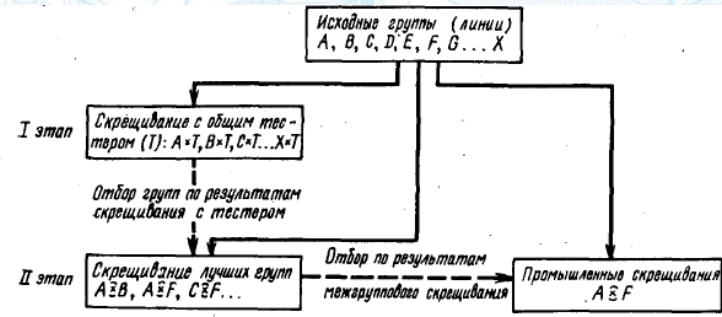 Исходные группы (линии)
A, B, C, D, E, F, G... X
I этап
Скрещивание с общим тес-
тером (T): A×T, B×T, C×T...X×T
Отбор групп по результатам
скрещивания с тестером
II этап
Скрещивание лучших групп
A⨰B, A⨰F, C⨰F...
Отбор по результатам
межгруппового скрещивания
Промышленные скрещивания
A⨰F